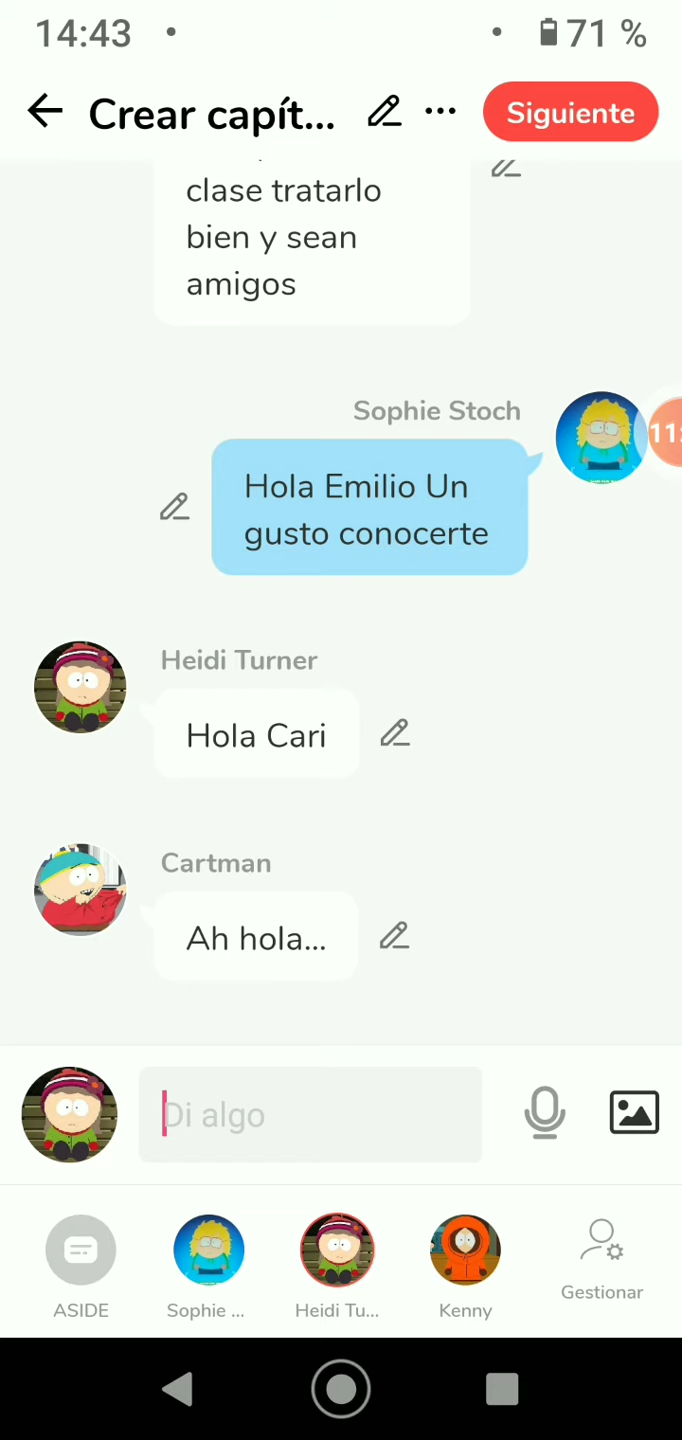 14:43
71 %
Crear capít...
Siguiente
clase tratarlo
bien y sean
amigos
Sophie Stoch
11:
Hola Emilio Un
gusto conocerte
Heidi Turner
Hola Cari
Cartman
Ah hola...
Di algo
ASIDE
Sophie ...
Heidi Tu...
Kenny
Gestionar